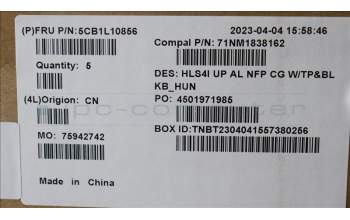 (P)FRU P/N:5CB1L10856
2023-04-04 15:58:46
Compal P/N:71NM1838162
Quantity: 5
DES: HLS4I UP AL NFP CG W/TP&BL
KB_HUN
(4L)Origion: CN
PO: 4501971985
MO: 75942742
BOX ID:TNBT2304041557380256
Made in China